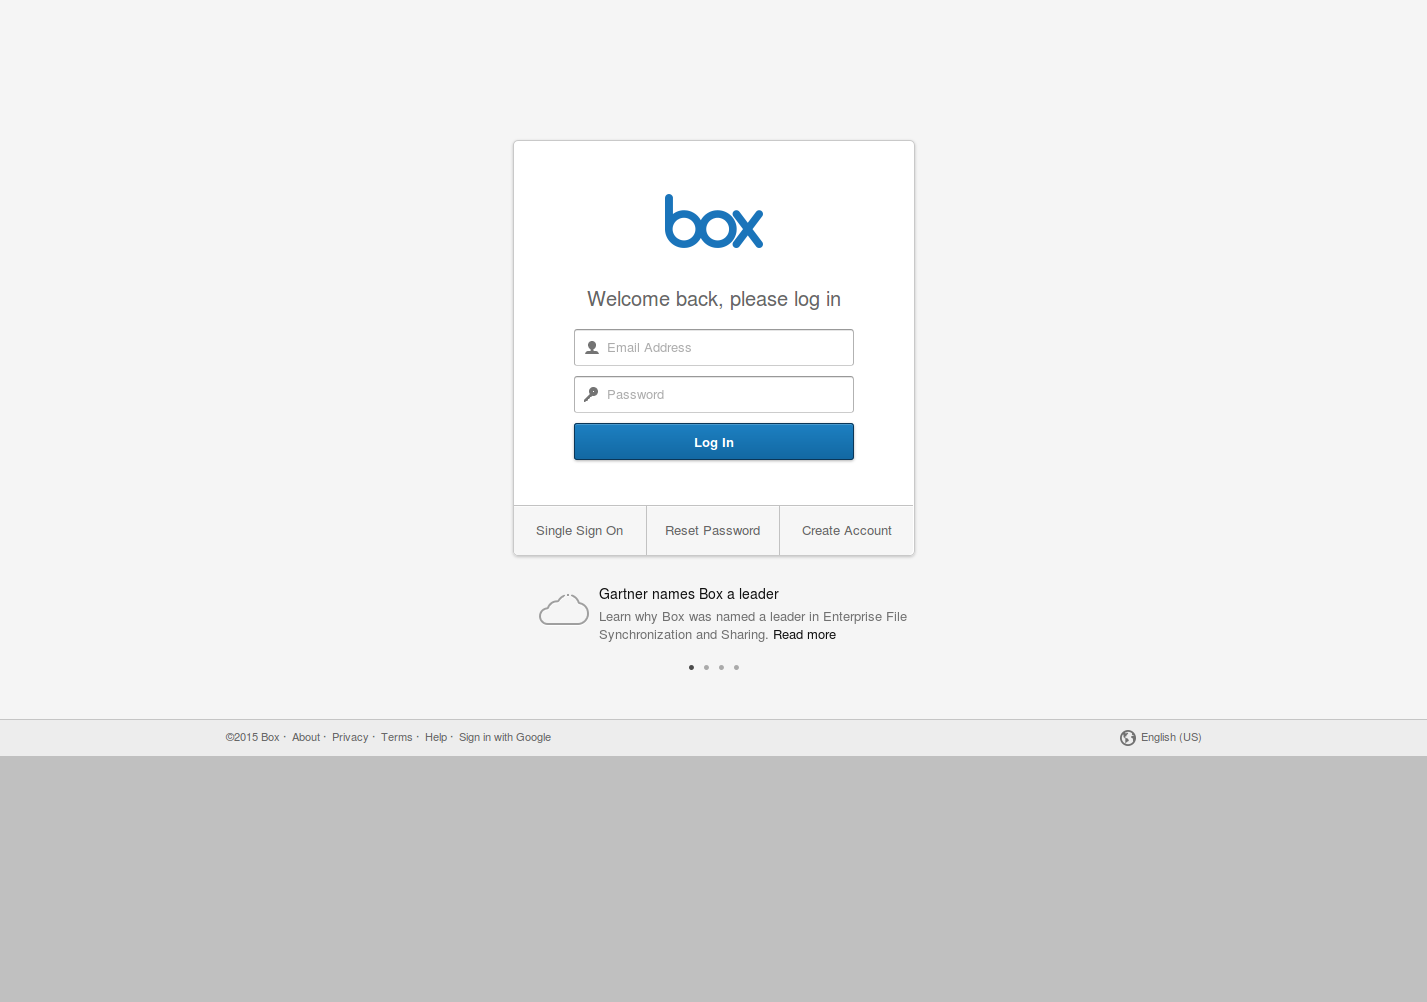 box
Welcome back, please log in
Email Address
Password
Log In
Single Sign On
Reset Password
Create Account
Gartner names Box a leader
Learn why Box was named a leader in Enterprise File
Synchronization and Sharing. Read more
©2015 Box · About · Privacy · Terms · Help · Sign in with Google
English (US)